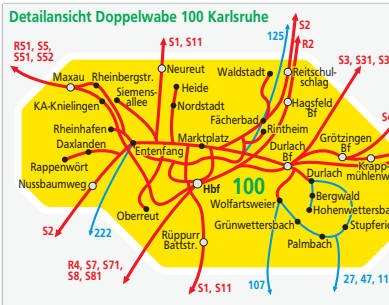 Detailansicht Doppelwabe 100 Karlsruhe
S2
R2
125
R51, S5,
S51, S52
S1, S11
S3, S31, S3
Maxau
Rheinbergstr.
Neureut
Waldstadt
Reitschul-
schlag
Siemens-
allee
Heide
KA-Knielingen
Nordstadt
Hagsfeld
Bf
Fächerbad
Rintheim
Grötzingen
Bf
Rheinhafen
Marktplatz
Durlach
Bf
Daxlanden
Entenfang
Rappenwört
Krapp-
mühlenw
Nussbaumweg
Hbf
100
Durlach
Wolfartsweier
Bergwald
Hohenwettersba
Oberreut
Grünwettersbach
Stupferic
S2
222
Rüppurr
Battstr.
Palmbach
R4, S7, S71,
S8, S81
S1, S11
107
27, 47, 11